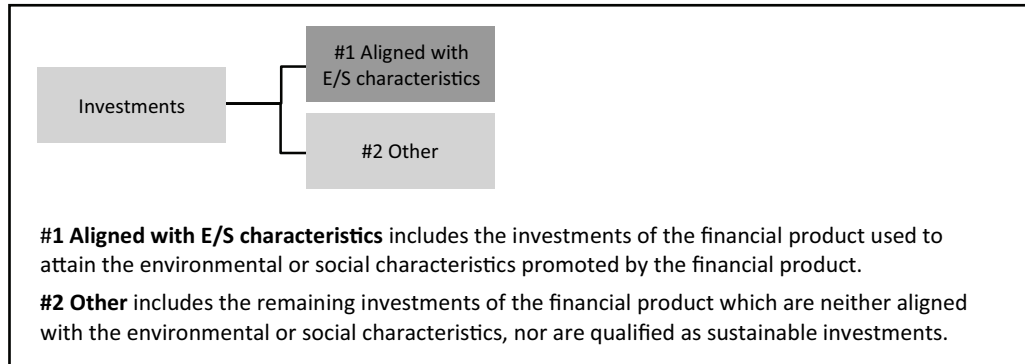 #1 Aligned with
E/S characteristics
Investments
#2 Other
#1 Aligned with E/S characteristics includes the investments of the financial product used to
attain the environmental or social characteristics promoted by the financial product.
#2 Other includes the remaining investments of the financial product which are neither aligned
with the environmental or social characteristics, nor are qualified as sustainable investments.